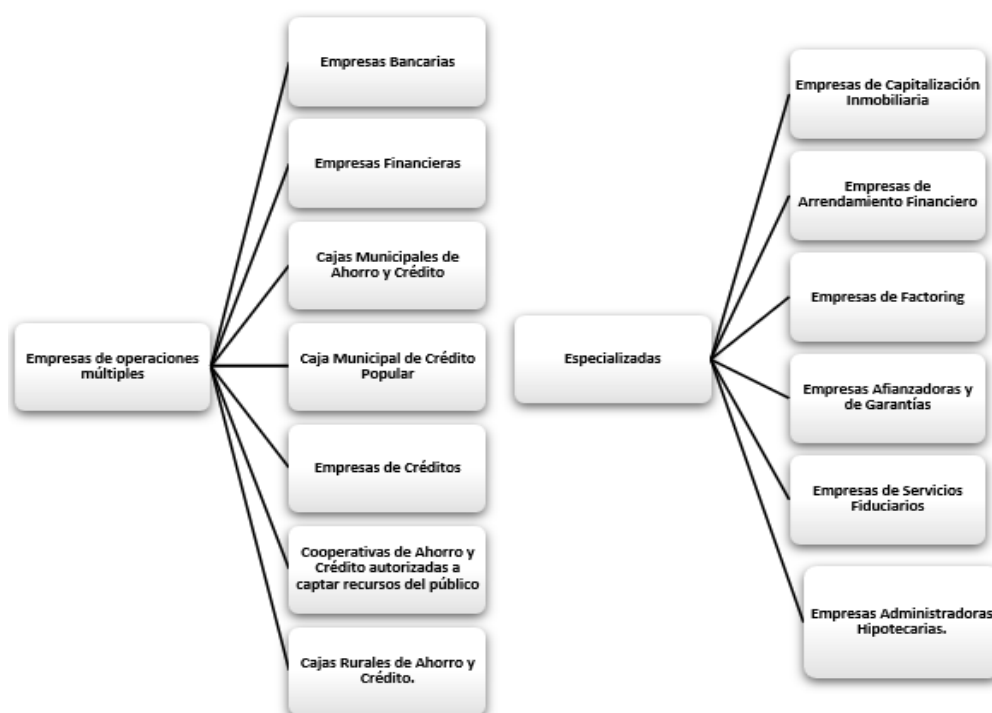 Empresas de operaciones
múltiples
Empresas Bancarias
Empresas Financieras
Cajas Municipales de
Ahorro y Crédito
Caja Municipal de Crédito
Popular
Empresas de Créditos
Cooperativas de Ahorro y
Crédito autorizadas a
captar recursos del público
Cajas Rurales de Ahorro y
Crédito.
Especializadas
Empresas de Capitalización
Inmobiliaria
Empresas de
Arrendamiento Financiero
Empresas de Factoring
Empresas Afianzadoras y
de Garantías
Empresas de Servicios
Fiduciarios
Empresas Administradoras
Hipotecarias.